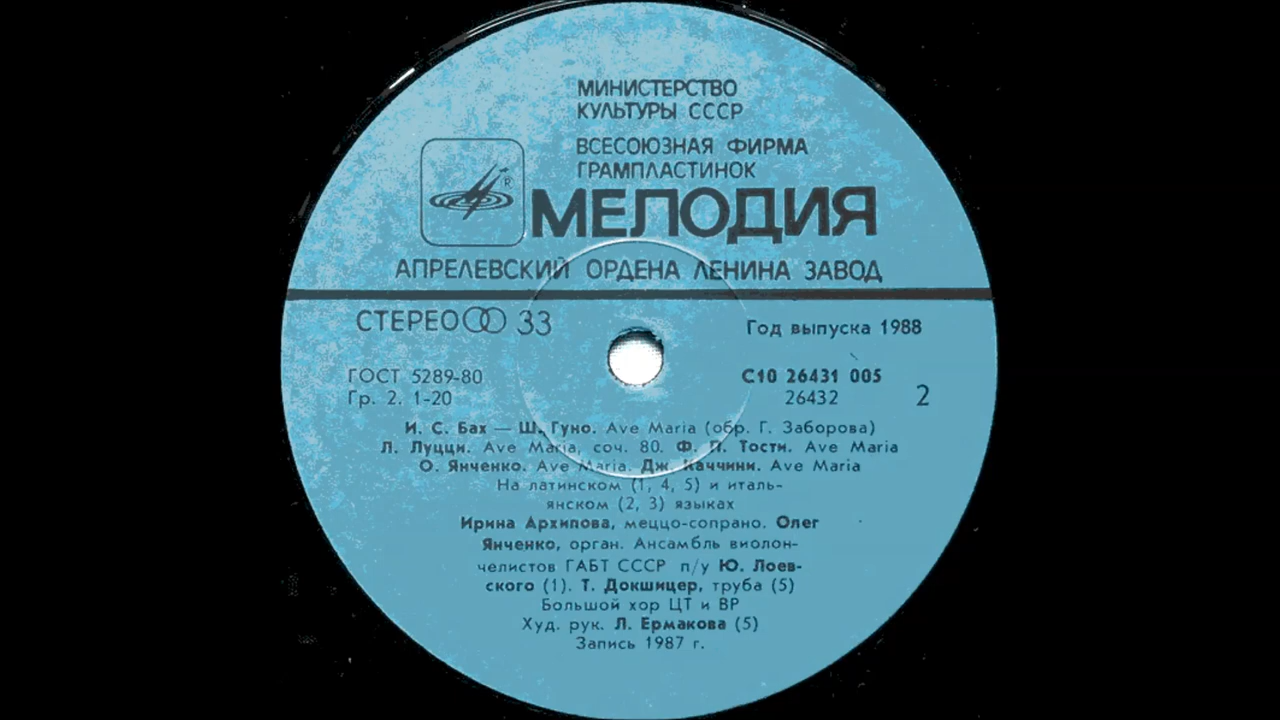 МИНИСТЕРСТВО
КУЛЬТУРЫ СССР
ВСЕСОЮЗНАЯ ФИРМА
ГРАМПЛАСТИНОК
®
МЕЛОДИЯ
АПРЕЛЕВСКИЙ ОРДЕНА ЛЕНИНА ЗАВОД
СТЕРЕО 33
Год выпуска 1988
ГОСТ 5289-80
Гр. 2. 1-20
С10 26431 005
26432
2
И. С. Бах — Ш. Гуно. Ave Maria (обр. Г. Заборова)
Л. Луцци. Ave Maria, соч. 80. Ф. П. Тости. Ave Maria
О. Янченко. Ave Maria. Дж. Каччини. Ave Maria
На латинском (1, 4, 5) и италь-
янском (2, 3) языках
Ирина Архипова, меццо-сопрано. Олег
Янченко, орган. Ансамбль виолон-
челистов ГАБТ СССР п/у Ю. Лоев-
ского (1). Т. Докшицер, труба (5)
Большой хор ЦТ и ВР
Худ. рук. Л. Ермакова (5)
Запись 1987 г.